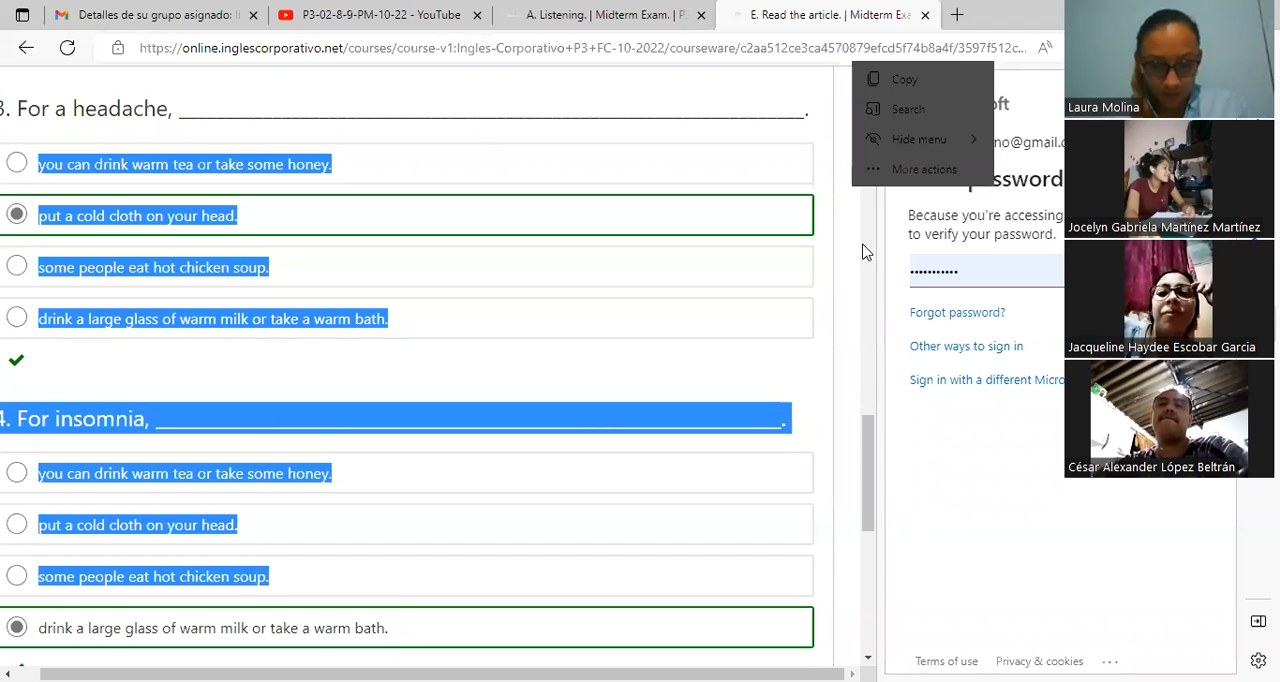 Detalles de su grupo asignado: II
P3-02-8-9-PM-10-22 - YouTube
A. Listening. | Midterm Exam. | P
E. Read the article. | Midterm Exa
https://online.inglescorporativo.net/courses/course-v1:Ingles-Corporativo+P3+FC-10-2022/courseware/c2aa512ce3ca4570879efcd5f74b8a4f/3597f512c...
3. For a headache, ______.
you can drink warm tea or take some honey.
put a cold cloth on your head.
some people eat hot chicken soup.
drink a large glass of warm milk or take a warm bath.
4. For insomnia, ______.
you can drink warm tea or take some honey.
put a cold cloth on your head.
some people eat hot chicken soup.
drink a large glass of warm milk or take a warm bath.
Copy
Search
Hide menu
More actions
oft
no@gmail.c
password
Because you're accessing
to verify your password.
Forgot password?
Other ways to sign in
Sign in with a different Micro
Terms of use Privacy & cookies ...
Laura Molina
Jocelyn Gabriela Martínez Martínez
Jacqueline Haydee Escobar Garcia
César Alexander López Beltrán